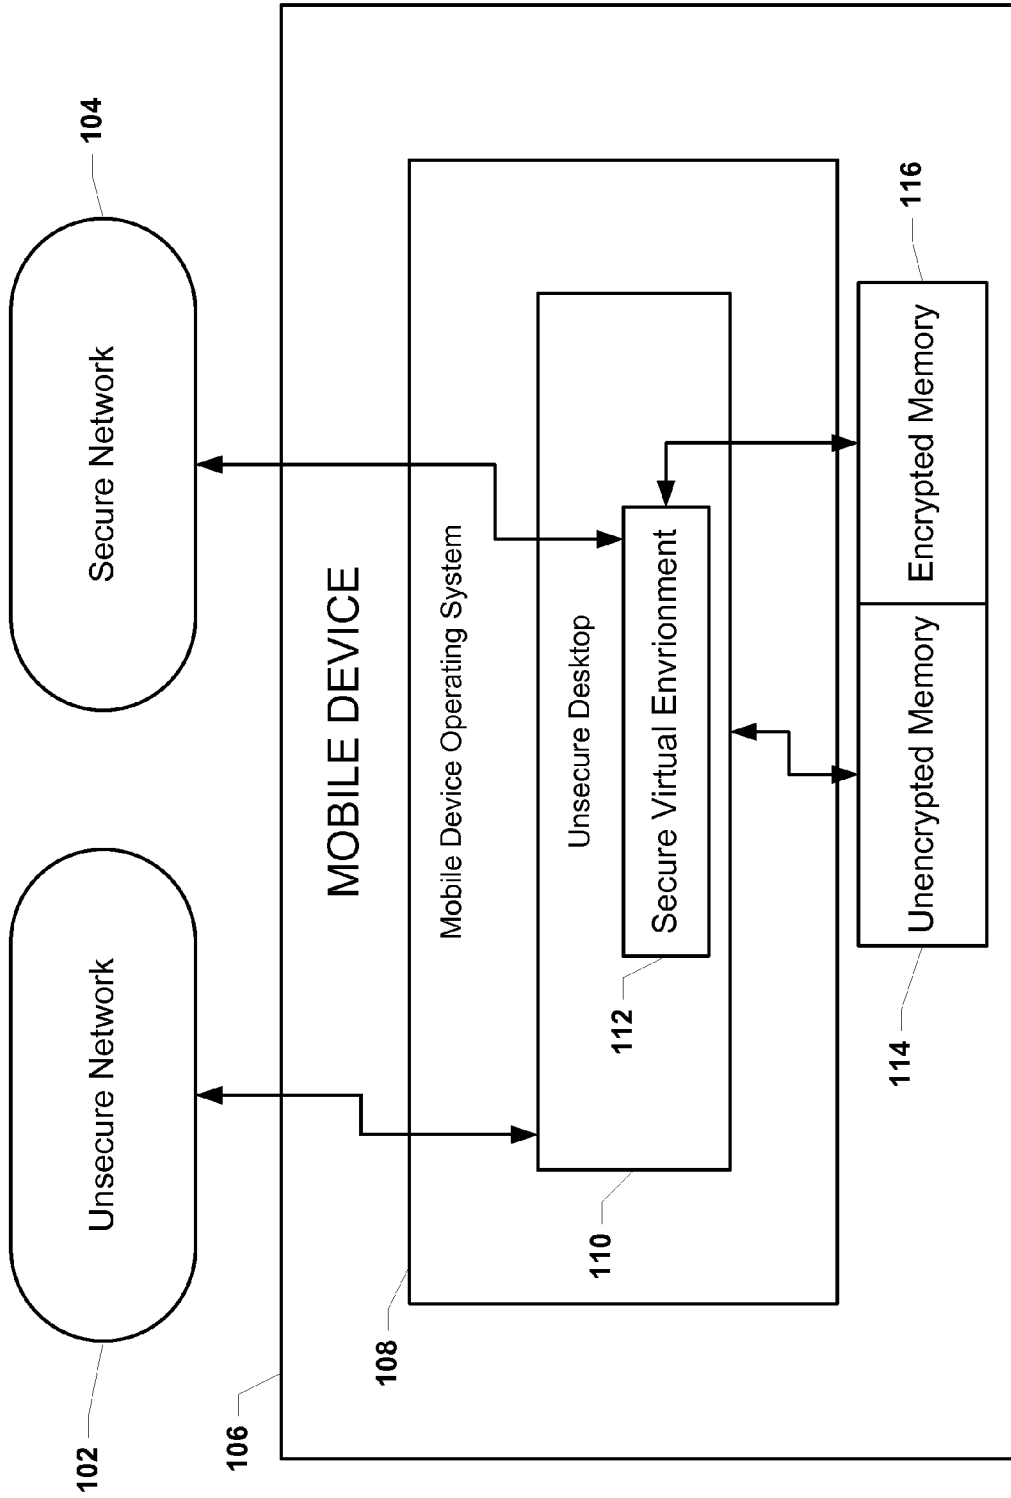 102
Unsecure Network
Secure Network
104
106
MOBILE DEVICE
108
Mobile Device Operating System
110
Unsecure Desktop
112
Secure Virtual Envrionment
114
Unencrypted Memory
Encrypted Memory
116